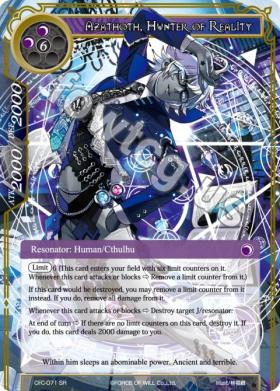 Azathoth, Hunter of Reality
6
ATK 2000 / DEF 2000
Resonator: Human/Cthulhu
Limit 6 (This card enters your field with six limit counters on it.
Whenever this card attacks or blocks ➾ Remove a limit counter from it.)
If this card would be destroyed, you may remove a limit counter from it
instead. If you do, remove all damage from it.
Whenever this card attacks or blocks ➾ Destroy target J/resonator.
At end of turn ➾ If there are no limit counters on this card, destroy it. If
you do, this card deals 2000 damage to you.
Within him sleeps an abominable power. Ancient and terrible.
CFC-071 SR
©FORCE OF WILL Co.,Ltd.